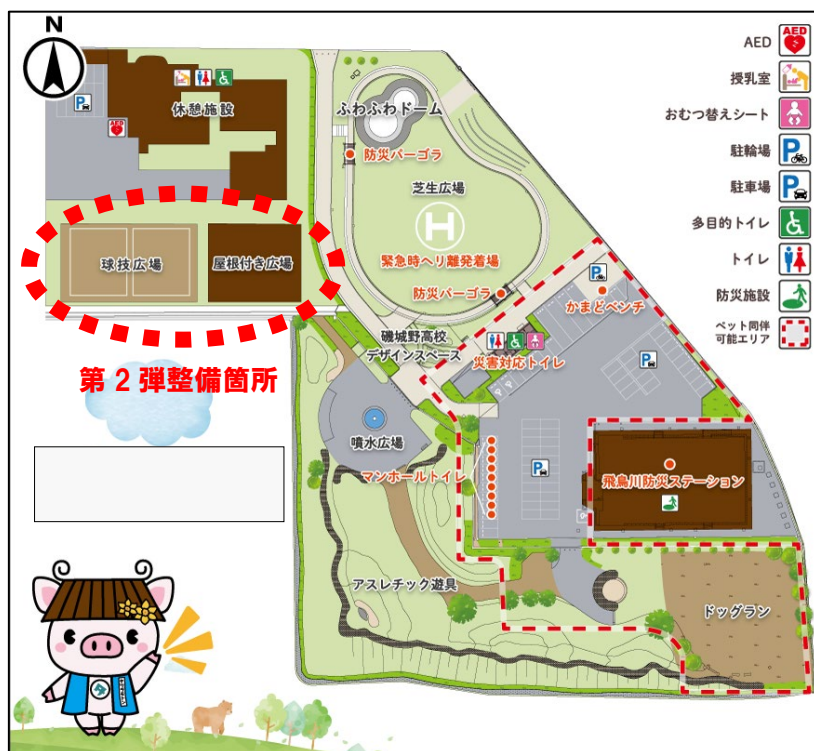 N
AED
AED
授乳室
おむつ替えシート
P
駐輪場
P
駐車場
多目的トイレ
トイレ
防災施設
ペット同伴
可能エリア
P
休憩施設
AED
ふわふわドーム
防災パーゴラ
芝生広場
H
緊急時ヘリ離発着場
防災パーゴラ
球技広場
屋根付き広場
第2弾整備箇所
磯城野高校
デザインスペース
P
かまどベンチ
災害対応トイレ
P
噴水広場
マンホールトイレ
P
飛鳥川防災ステーション
アスレチック遊具
ドッグラン